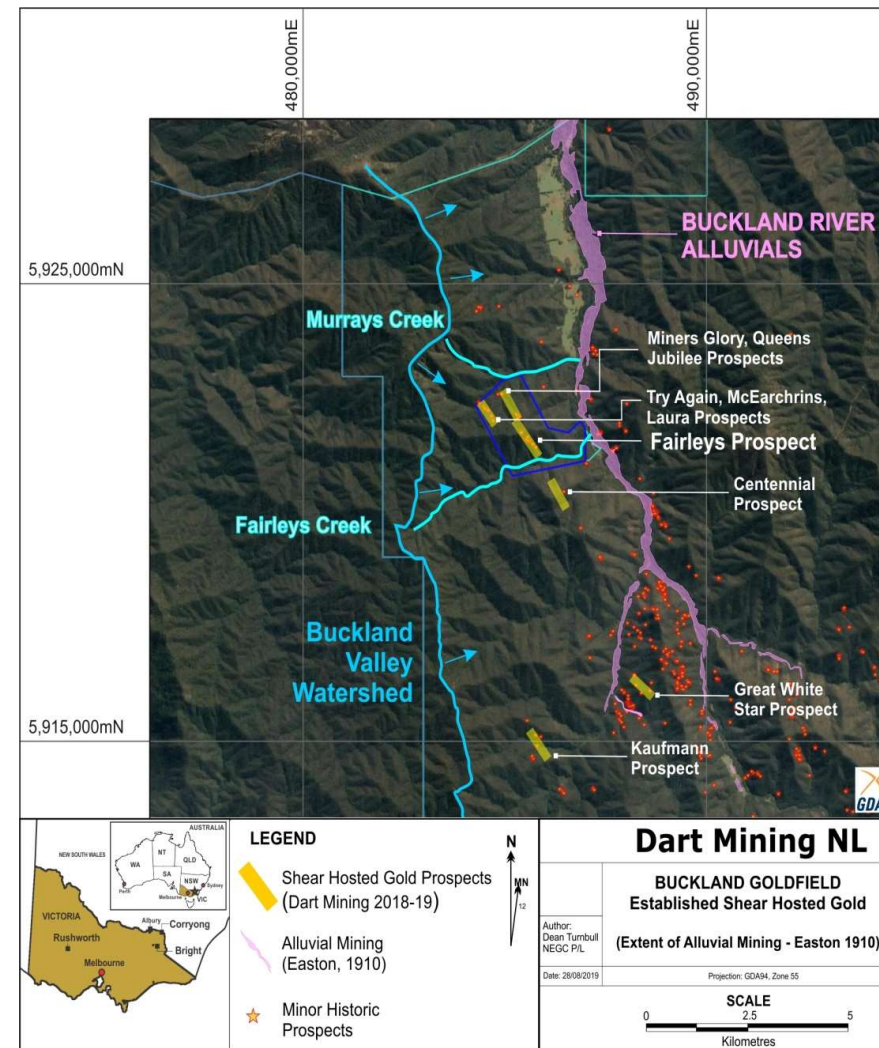 480,000mE
490,000mE
5,925,000mN
5,915,000mN
BUCKLAND RIVER
ALLUVIALS
Murrays Creek
Miners Glory, Queens
Jubilee Prospects
Try Again, McEarchrins,
Laura Prospects
Fairleys Prospect
Centennial
Prospect
Fairleys Creek
Buckland
Valley
Watershed
Great White
Star Prospect
Kaufmann
Prospect
GDA
NEW SOUTH WALES
AUSTRALIA
WA
NT
QLD
SA
NSW
VIC
Perth
Sydney
Melbourne
VICTORIA
Rushworth
Albury
Corryong
Bright
Melbourne
LEGEND
Shear Hosted Gold Prospects
(Dart Mining 2018-19)
Alluvial Mining
(Easton, 1910)
Minor Historic
Prospects
N
MN
12
Dart Mining NL
BUCKLAND GOLDFIELD
Established Shear Hosted Gold
(Extent of Alluvial Mining - Easton 1910)
Author:
Dean Turnbull
NEGC P/L
Date: 28/08/2019
Projection: GDA94, Zone 55
SCALE
0 2.5 5
Kilometres